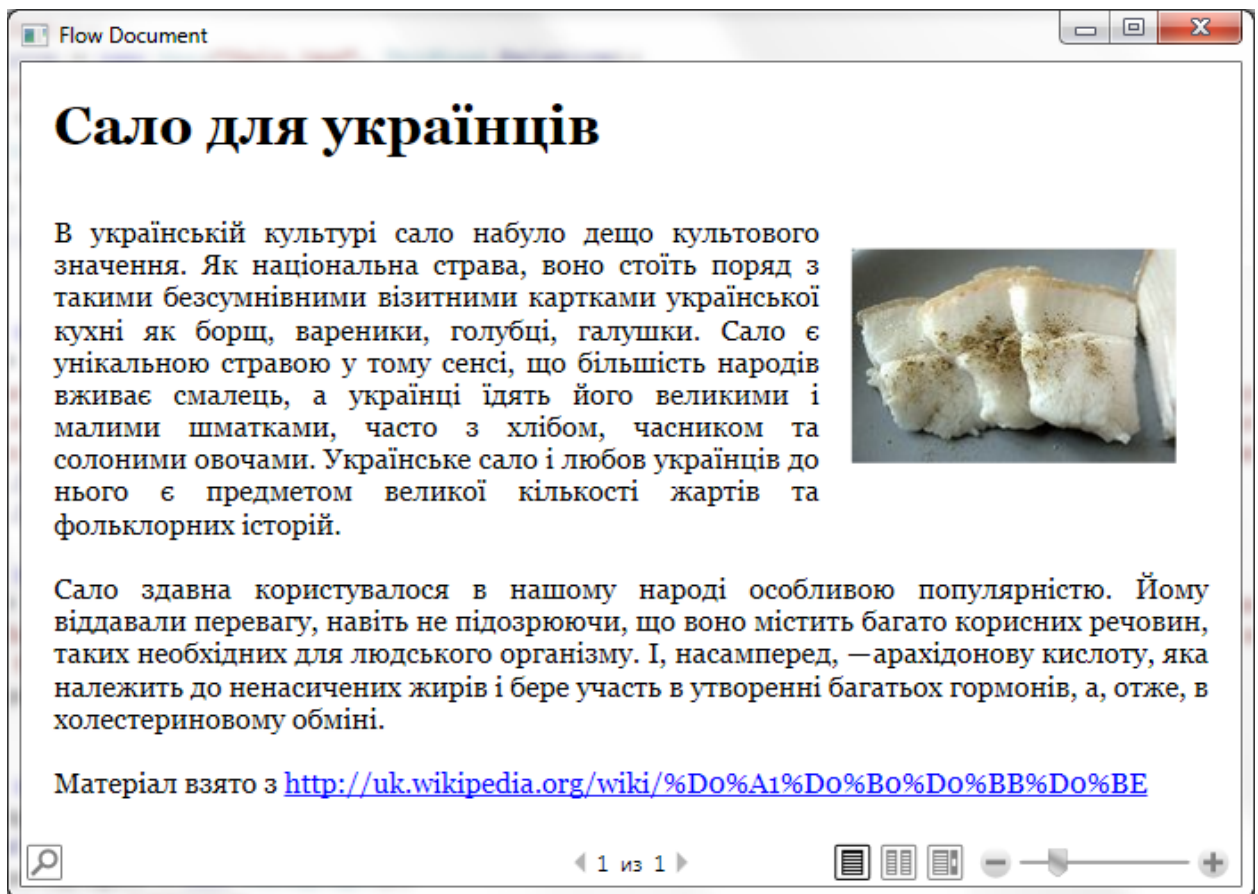 Flow Document
Сало для українців
В українській культурі сало набуло дещо культового
значення. Як національна страва, воно стоїть поряд з
такими безсумнівними візитними картками української
кухні як борщ, вареники, голубці, галушки. Сало є
унікальною стравою у тому сенсі, що більшість народів
вживає смалець, а українці їдять його великими і
малими шматками, часто з хлібом, часником та
солоними овочами. Українське сало і любов українців до
нього є предметом великої кількості жартів та
фольклорних історій.
Сало здавна користувалося в нашому народі особливою популярністю. Йому
віддавали перевагу, навіть не підозрюючи, що воно містить багато корисних речовин,
таких необхідних для людського організму. І, насамперед, —арахідонову кислоту, яка
належить до ненасичених жирів і бере участь в утворенні багатьох гормонів, а, отже, в
холестериновому обміні.
Матеріал взято з http://uk.wikipedia.org/wiki/%D0%A1%D0%B0%D0%BB%D0%BE
1 из 1